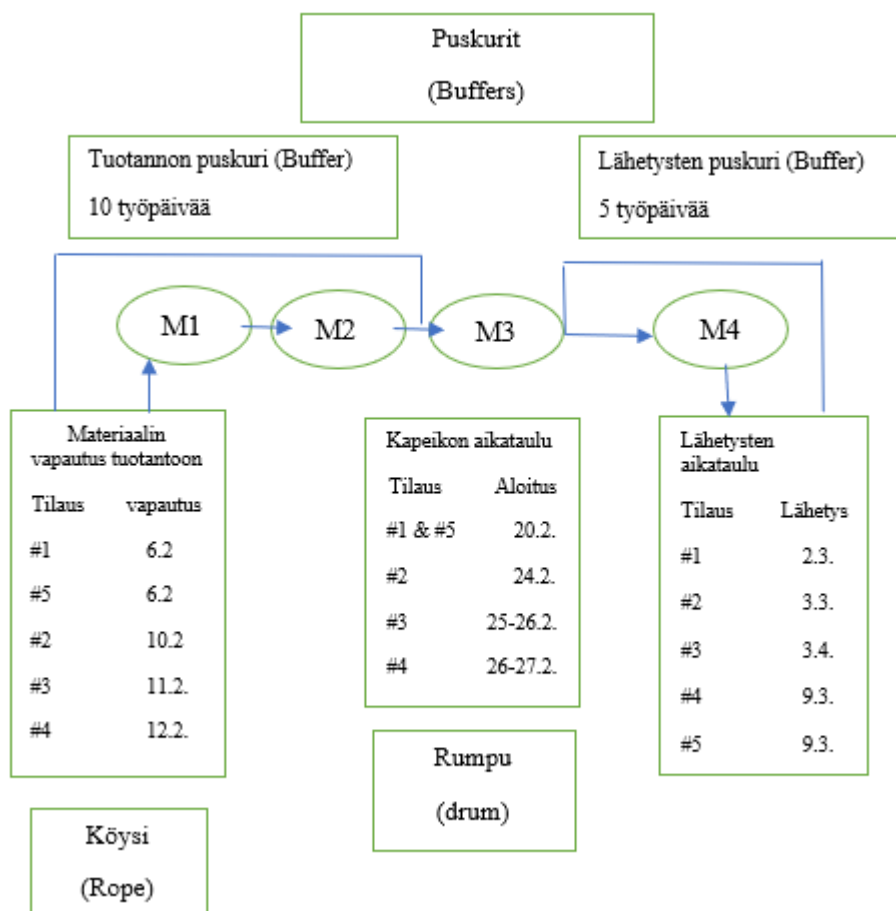 Puskurit
(Buffers)
Tuotannon puskuri (Buffer)
10 työpäivää
Lähetysten puskuri (Buffer)
5 työpäivää
M1
M2
M3
M4
Materiaalin
vapautus tuotantoon
Tilaus vapautus
#1 6.2
#5 6.2
#2 10.2
#3 11.2.
#4 12.2.
Kapeikon aikataulu
Tilaus Aloitus
#1 & #5 20.2.
#2 24.2.
#3 25-26.2.
#4 26-27.2.
Lähetysten
aikataulu
Tilaus Lähetys
#1 2.3.
#2 3.3.
#3 3.4.
#4 9.3.
#5 9.3.
Rumpu
(drum)
Köysi
(Rope)